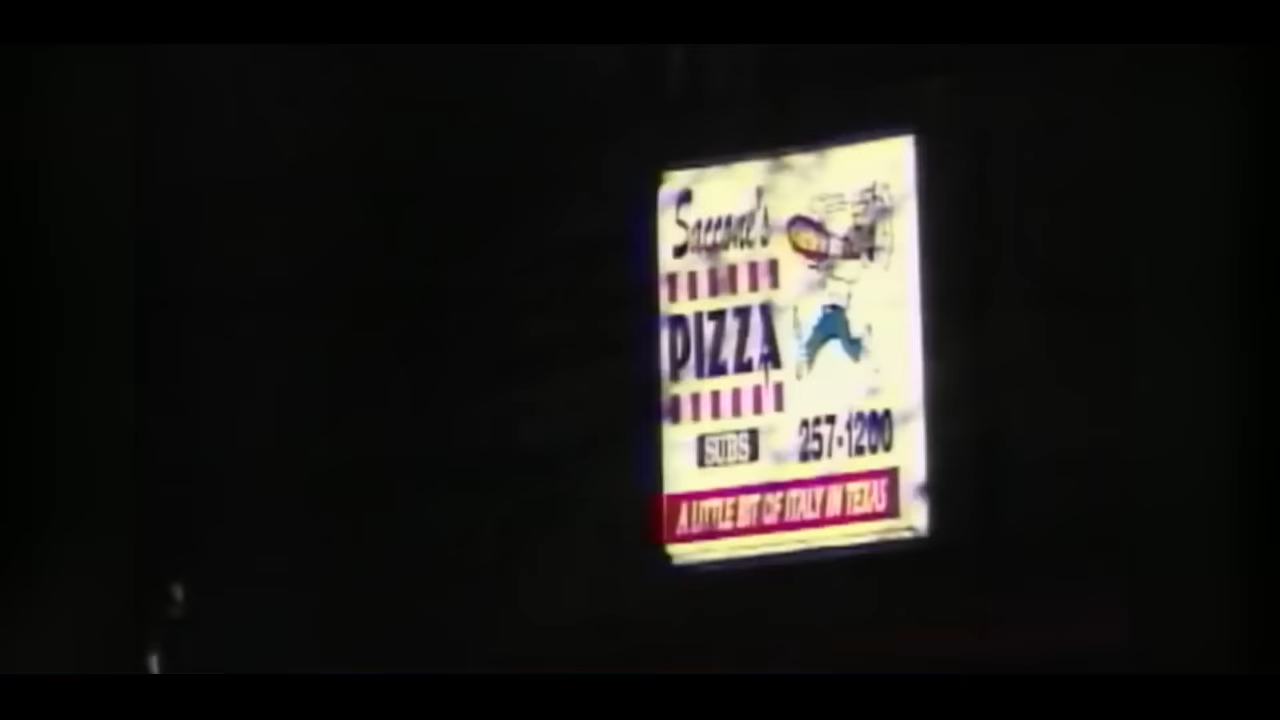 Saccone's
PIZZA
SUBS
257-1200
A LITTLE BIT OF ITALY IN TEXAS